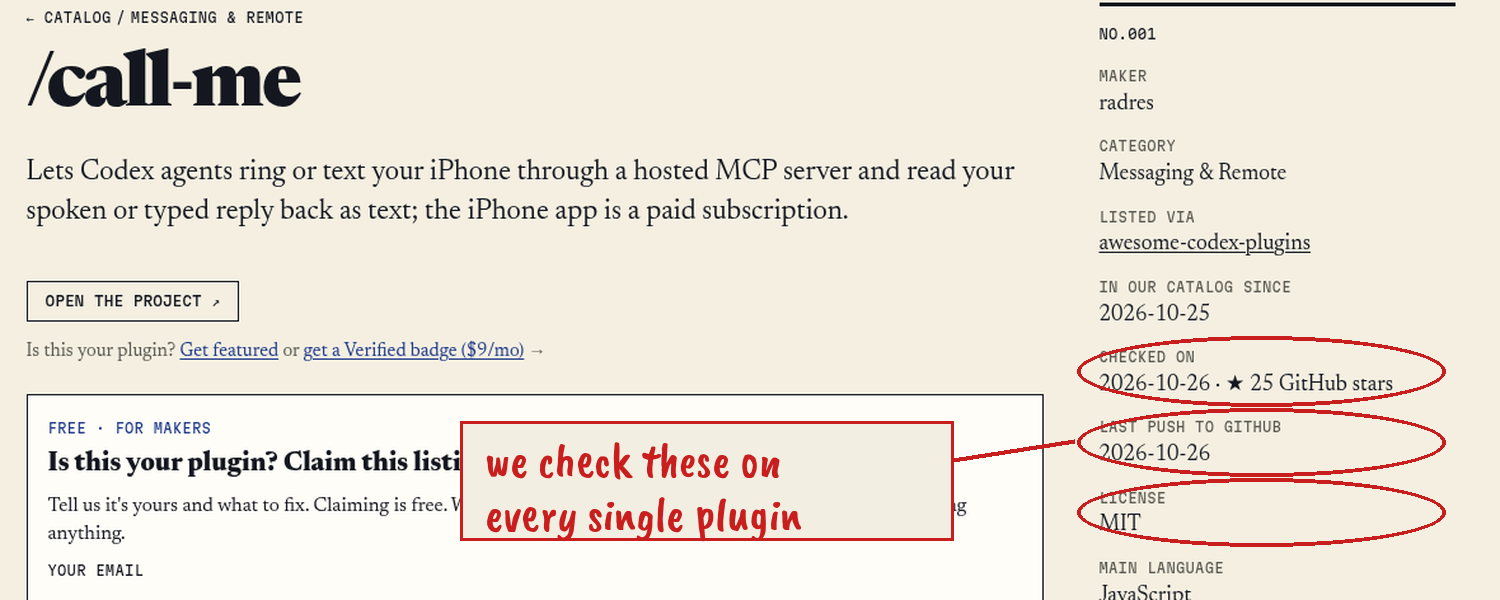 ← CATALOG / MESSAGING & REMOTE
/call-me
Lets Codex agents ring or text your iPhone through a hosted MCP server and read your
spoken or typed reply back as text; the iPhone app is a paid subscription.
OPEN THE PROJECT ↗
Is this your plugin? Get featured or get a Verified badge ($9/mo) →
FREE · FOR MAKERS
Is this your plugin? Claim this listi
Tell us it's yours and what to fix. Claiming is free.
anything.
YOUR EMAIL
we check these on
every single plugin
NO.001
MAKER
radres
CATEGORY
Messaging & Remote
LISTED VIA
awesome-codex-plugins
IN OUR CATALOG SINCE
2026-10-25
CHECKED ON
2026-10-26 · ★ 25 GitHub stars
LAST PUSH TO GITHUB
2026-10-26
LICENSE
MIT
MAIN LANGUAGE
JavaScript